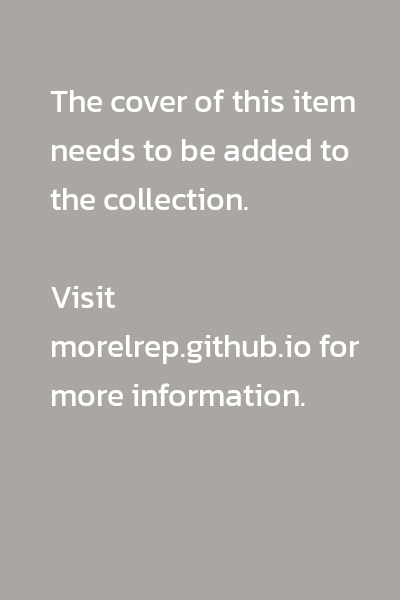 The cover of this item
needs to be added to
the collection.
Visit
morelrep.github.io for
more information.